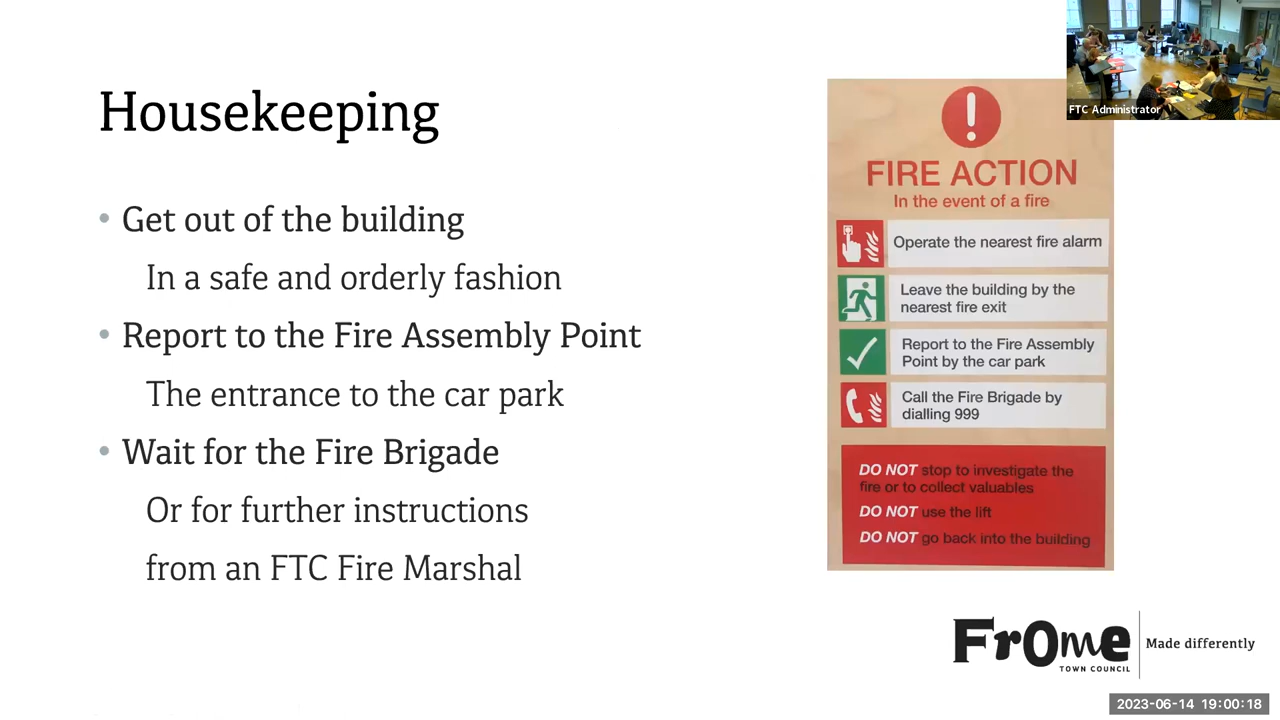 Housekeeping
• Get out of the building
In a safe and orderly fashion
• Report to the Fire Assembly Point
The entrance to the car park
• Wait for the Fire Brigade
Or for further instructions
from an FTC Fire Marshal
FTC Administrator
!
FIRE ACTION
In the event of a fire
Operate the nearest fire alarm
Leave the building by the
nearest fire exit
Report to the Fire Assembly
Point by the car park
Call the Fire Brigade by
dialling 999
DO NOT stop to investigate the
fire or to collect valuables
DO NOT use the lift
DO NOT go back into the building
Frome
TOWN COUNCIL
Made differently
2023-06-14 19:00:18